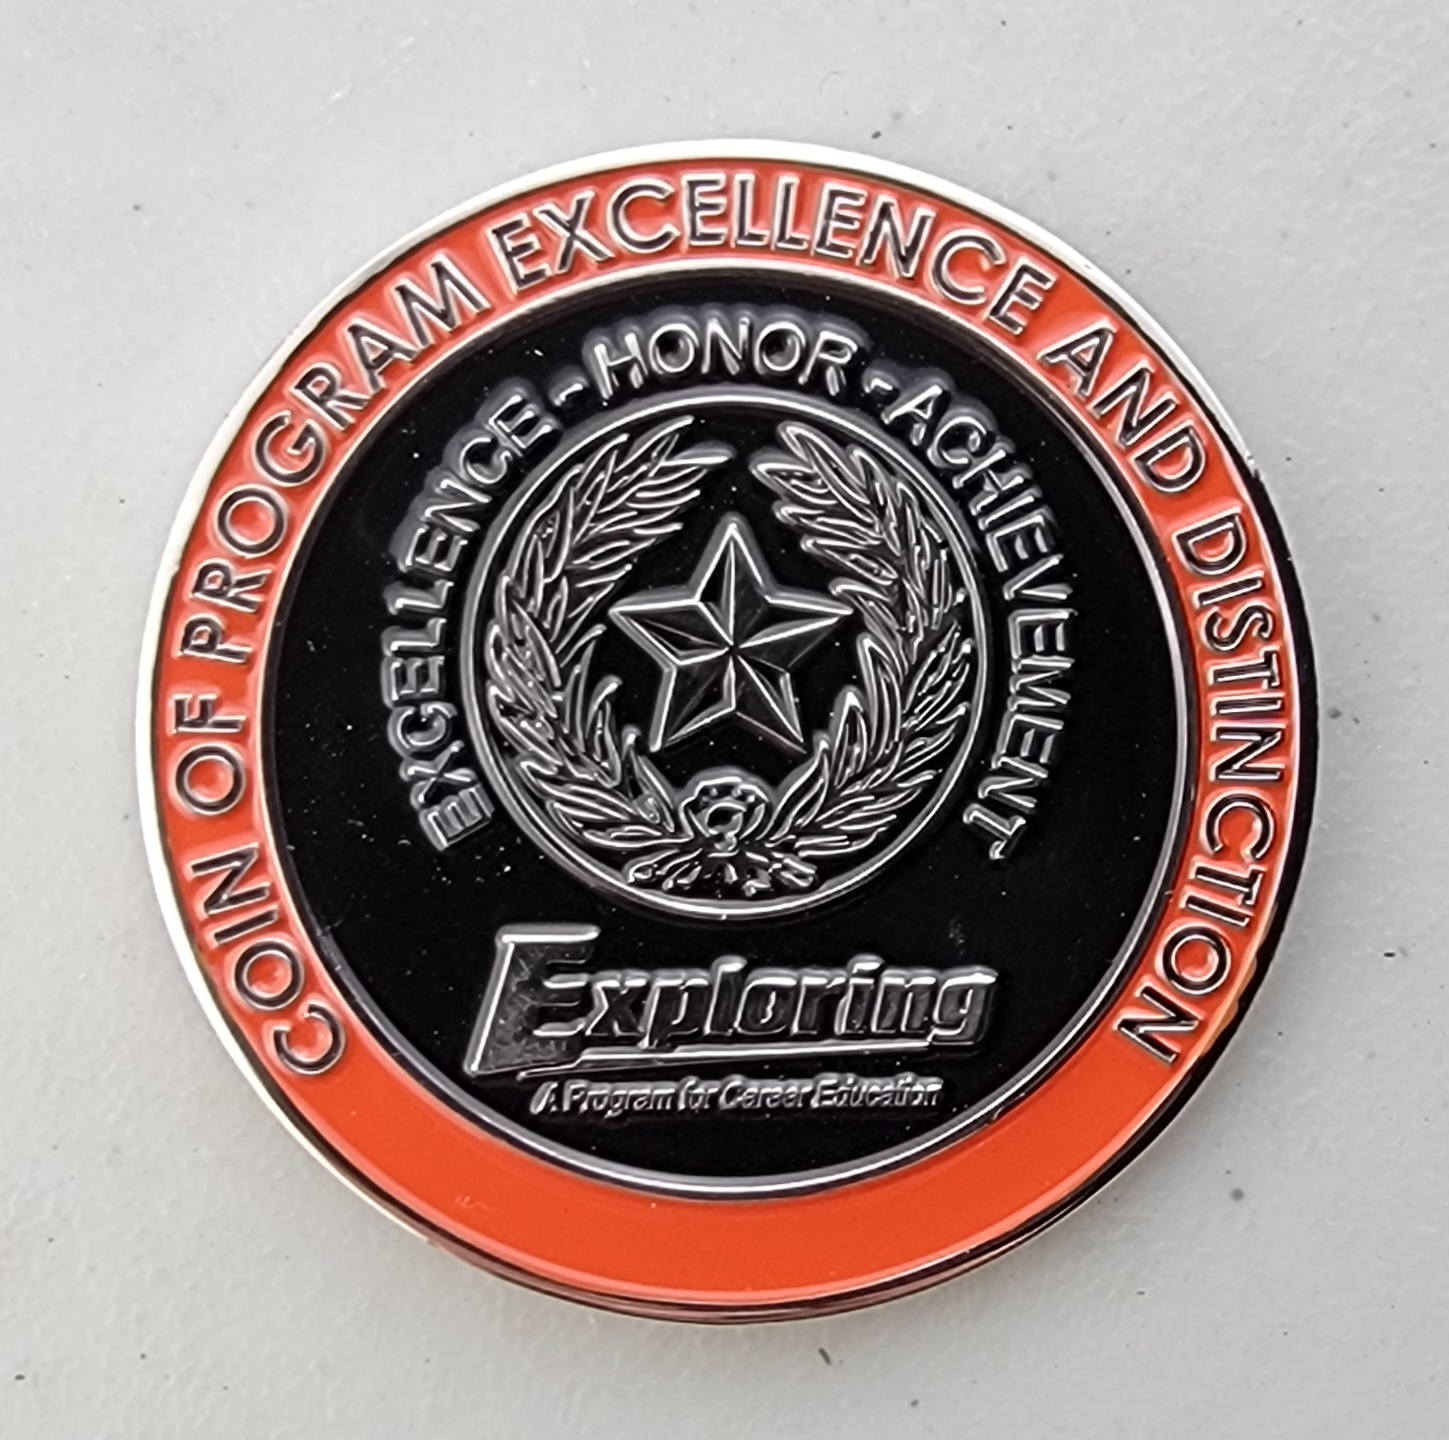 COIN OF PROGRAM EXCELLENCE AND DISTINCTION
EXCELLENCE - HONOR - ACHIEVEMENT
Exploring
A Program for Career Education